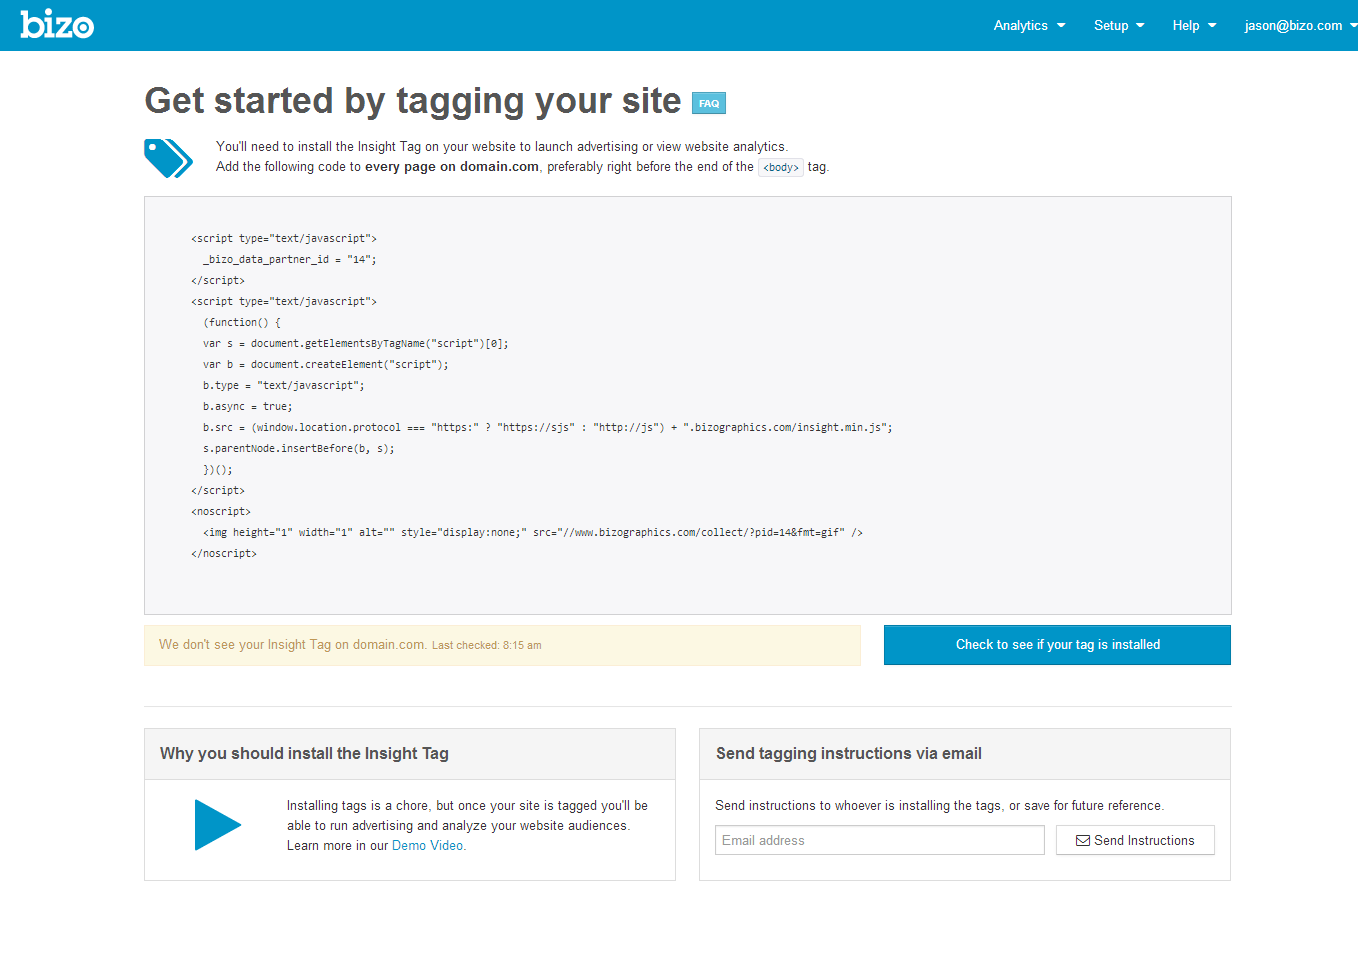 bizo
Analytics Setup Help jason@bizo.com
Get started by tagging your site FAQ
You'll need to install the Insight Tag on your website to launch advertising or view website analytics.
Add the following code to every page on domain.com, preferably right before the end of the <body> tag.
<script type="text/javascript">
_bizo_data_partner_id = "14";
</script>
<script type="text/javascript">
(function() {
var s = document.getElementsByTagName("script")[0];
var b = document.createElement("script");
b.type = "text/javascript";
b.async = true;
b.src = (window.location.protocol === "https:" ? "https://sjs" : "http://js") + ".bizographics.com/insight.min.js";
s.parentNode.insertBefore(b, s);
})();
</script>
<noscript>
<img height="1" width="1" alt="" style="display:none;" src="//www.bizographics.com/collect/?pid=14&fmt=gif" />
</noscript>
We don't see your Insight Tag on domain.com. Last checked: 8:15 am
Check to see if your tag is installed
Why you should install the Insight Tag
Installing tags is a chore, but once your site is tagged you'll be
able to run advertising and analyze your website audiences.
Learn more in our Demo Video.
Send tagging instructions via email
Send instructions to whoever is installing the tags, or save for future reference.
Email address
Send Instructions